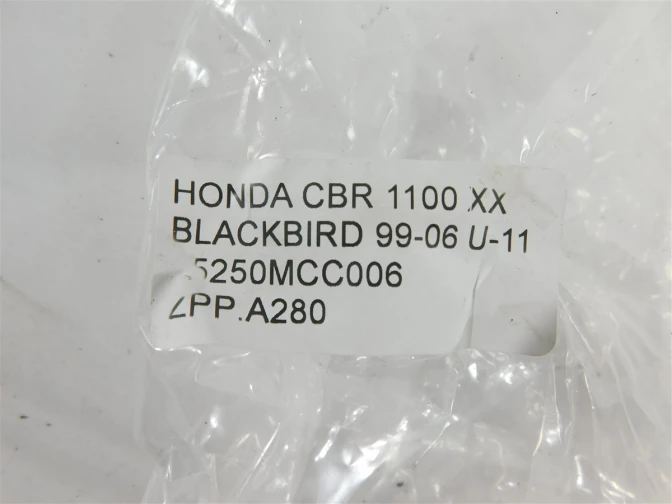 HONDA CBR 1100 XX
BLACKBIRD 99-06 U-11
5250MCC006
ZPP.A280